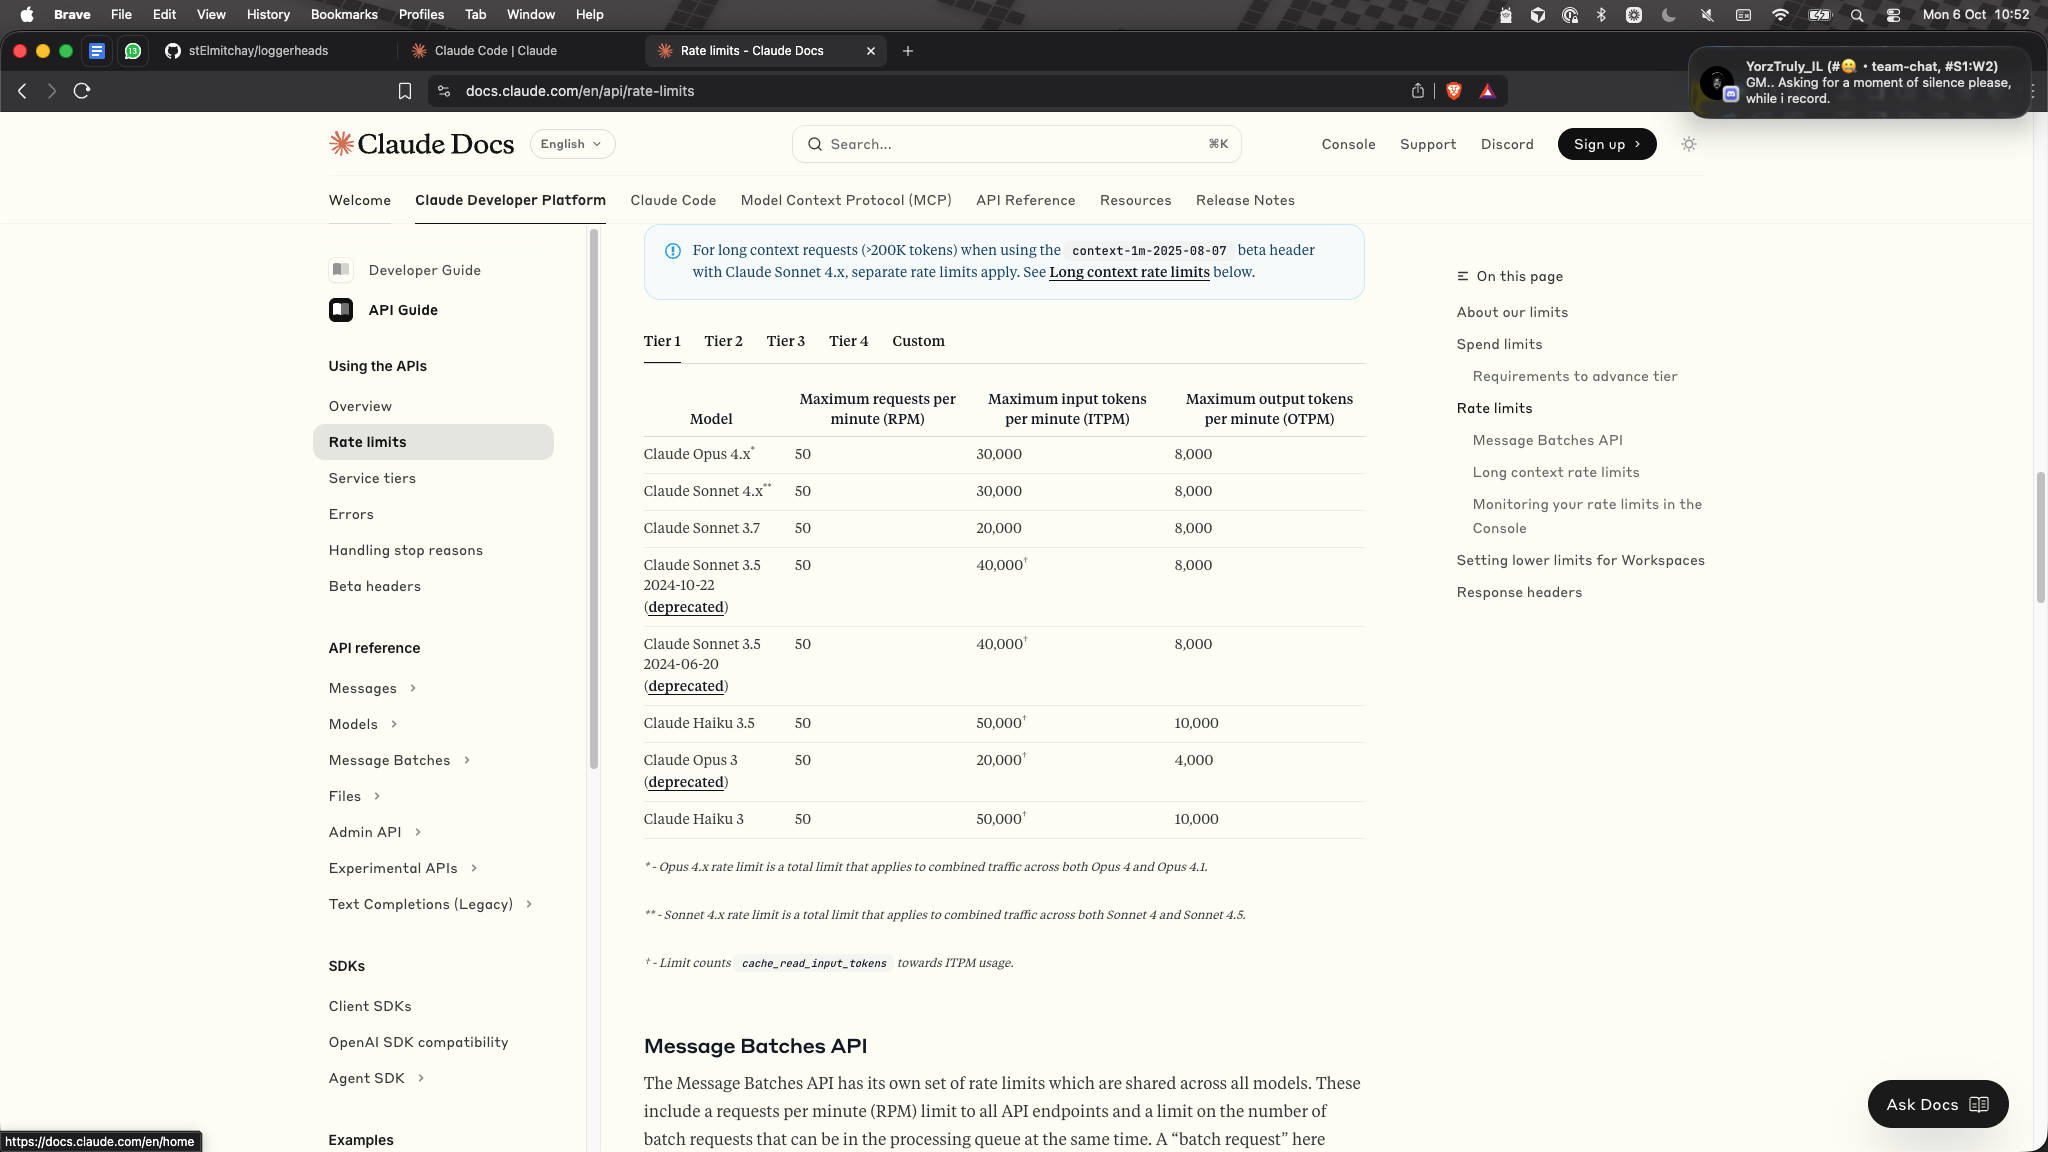 Brave File Edit View History Bookmarks Profiles Tab Window Help Mon 6 Oct 10:52
13 stElmitchay/loggerheads Claude Code | Claude Rate limits - Claude Docs
docs.claude.com/en/api/rate-limits
YorzTruly_IL (#🤐 • team-chat, #S1:W2)
GM.. Asking for a moment of silence please,
while i record.
Claude Docs English Search... ⌘K Console Support Discord Sign up
Welcome Claude Developer Platform Claude Code Model Context Protocol (MCP) API Reference Resources Release Notes
Developer Guide
API Guide
Using the APIs
Overview
Rate limits
Service tiers
Errors
Handling stop reasons
Beta headers
API reference
Messages
Models
Message Batches
Files
Admin API
Experimental APIs
Text Completions (Legacy)
SDKs
Client SDKs
OpenAI SDK compatibility
Agent SDK
Examples
https://docs.claude.com/en/home
For long context requests (>200K tokens) when using the context-1m-2025-08-07 beta header
with Claude Sonnet 4.x, separate rate limits apply. See Long context rate limits below.
Tier 1 Tier 2 Tier 3 Tier 4 Custom
Model Maximum requests per minute (RPM) Maximum input tokens per minute (ITPM) Maximum output tokens per minute (OTPM)
Claude Opus 4.x* 50 30,000 8,000
Claude Sonnet 4.x** 50 30,000 8,000
Claude Sonnet 3.7 50 20,000 8,000
Claude Sonnet 3.5 50 40,000† 8,000
2024-10-22
(deprecated)
Claude Sonnet 3.5 50 40,000† 8,000
2024-06-20
(deprecated)
Claude Haiku 3.5 50 50,000† 10,000
Claude Opus 3 50 20,000† 4,000
(deprecated)
Claude Haiku 3 50 50,000† 10,000
* - Opus 4.x rate limit is a total limit that applies to combined traffic across both Opus 4 and Opus 4.1.
** - Sonnet 4.x rate limit is a total limit that applies to combined traffic across both Sonnet 4 and Sonnet 4.5.
† - Limit counts cache_read_input_tokens towards ITPM usage.
Message Batches API
The Message Batches API has its own set of rate limits which are shared across all models. These
include a requests per minute (RPM) limit to all API endpoints and a limit on the number of
batch requests that can be in the processing queue at the same time. A “batch request” here
On this page
About our limits
Spend limits
Requirements to advance tier
Rate limits
Message Batches API
Long context rate limits
Monitoring your rate limits in the
Console
Setting lower limits for Workspaces
Response headers
Ask Docs